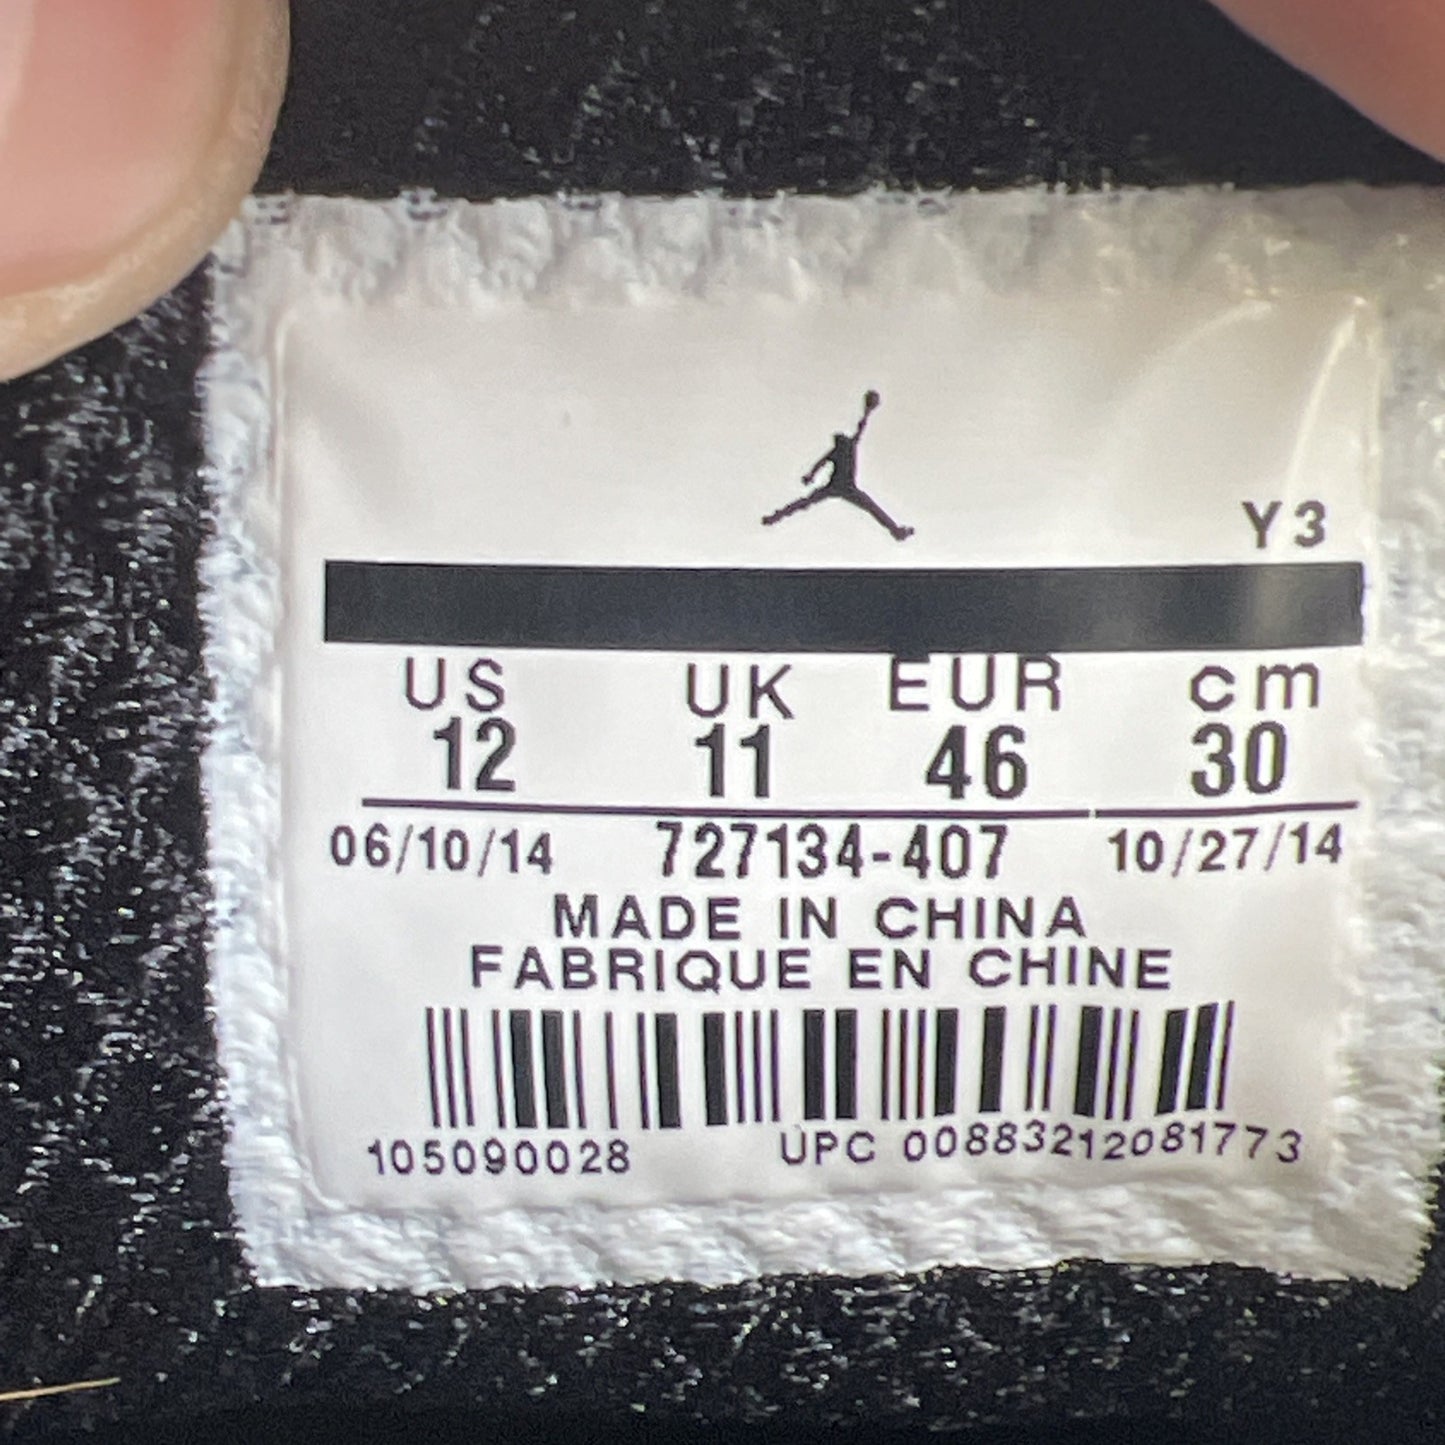 Y3
US UK EUR cm
12 11 46 30
06/10/14 727134-407 10/27/14
MADE IN CHINA
FABRIQUE EN CHINE
105090028 UPC 00883212081773